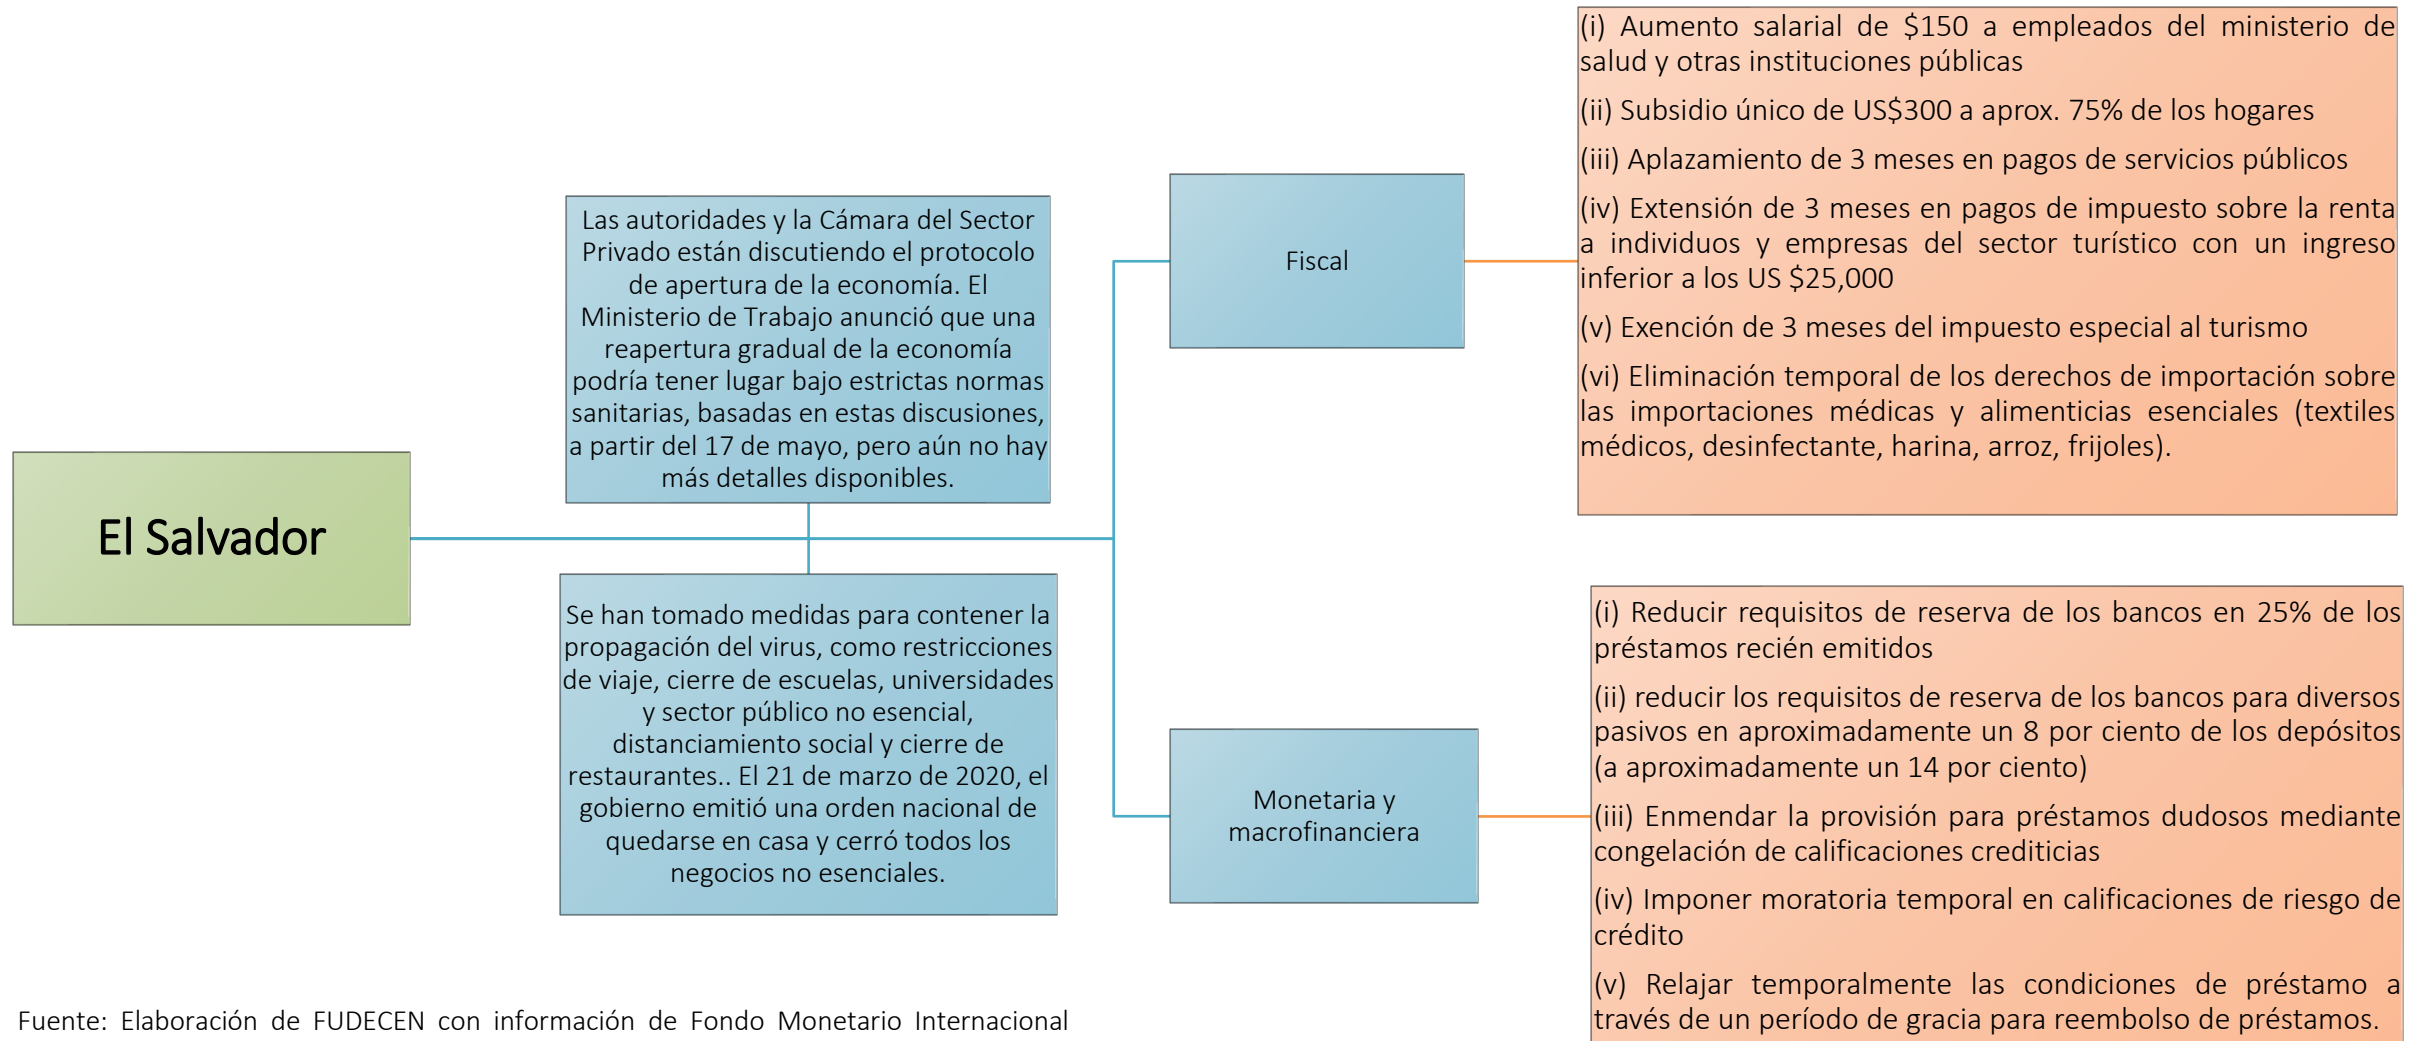 El Salvador
Las autoridades y la Cámara del Sector
Privado están discutiendo el protocolo
de apertura de la economía. El
Ministerio de Trabajo anunció que una
reapertura gradual de la economía
podría tener lugar bajo estrictas normas
sanitarias, basadas en estas discusiones,
a partir del 17 de mayo, pero aún no hay
más detalles disponibles.
Se han tomado medidas para contener la
propagación del virus, como restricciones
de viaje, cierre de escuelas, universidades
y sector público no esencial,
distanciamiento social y cierre de
restaurantes.. El 21 de marzo de 2020, el
gobierno emitió una orden nacional de
quedarse en casa y cerró todos los
negocios no esenciales.
Fiscal
(i) Aumento salarial de $150 a empleados del ministerio de
salud y otras instituciones públicas
(ii) Subsidio único de US$300 a aprox. 75% de los hogares
(iii) Aplazamiento de 3 meses en pagos de servicios públicos
(iv) Extensión de 3 meses en pagos de impuesto sobre la renta
a individuos y empresas del sector turístico con un ingreso
inferior a los US $25,000
(v) Exención de 3 meses del impuesto especial al turismo
(vi) Eliminación temporal de los derechos de importación sobre
las importaciones médicas y alimenticias esenciales (textiles
médicos, desinfectante, harina, arroz, frijoles).
Monetaria y
macrofinanciera
(i) Reducir requisitos de reserva de los bancos en 25% de los
préstamos recién emitidos
(ii) reducir los requisitos de reserva de los bancos para diversos
pasivos en aproximadamente un 8 por ciento de los depósitos
(a aproximadamente un 14 por ciento)
(iii) Enmendar la provisión para préstamos dudosos mediante
congelación de calificaciones crediticias
(iv) Imponer moratoria temporal en calificaciones de riesgo de
crédito
(v) Relajar temporalmente las condiciones de préstamo a
través de un período de gracia para reembolso de préstamos.
Fuente: Elaboración de FUDECEN con información de Fondo Monetario Internacional